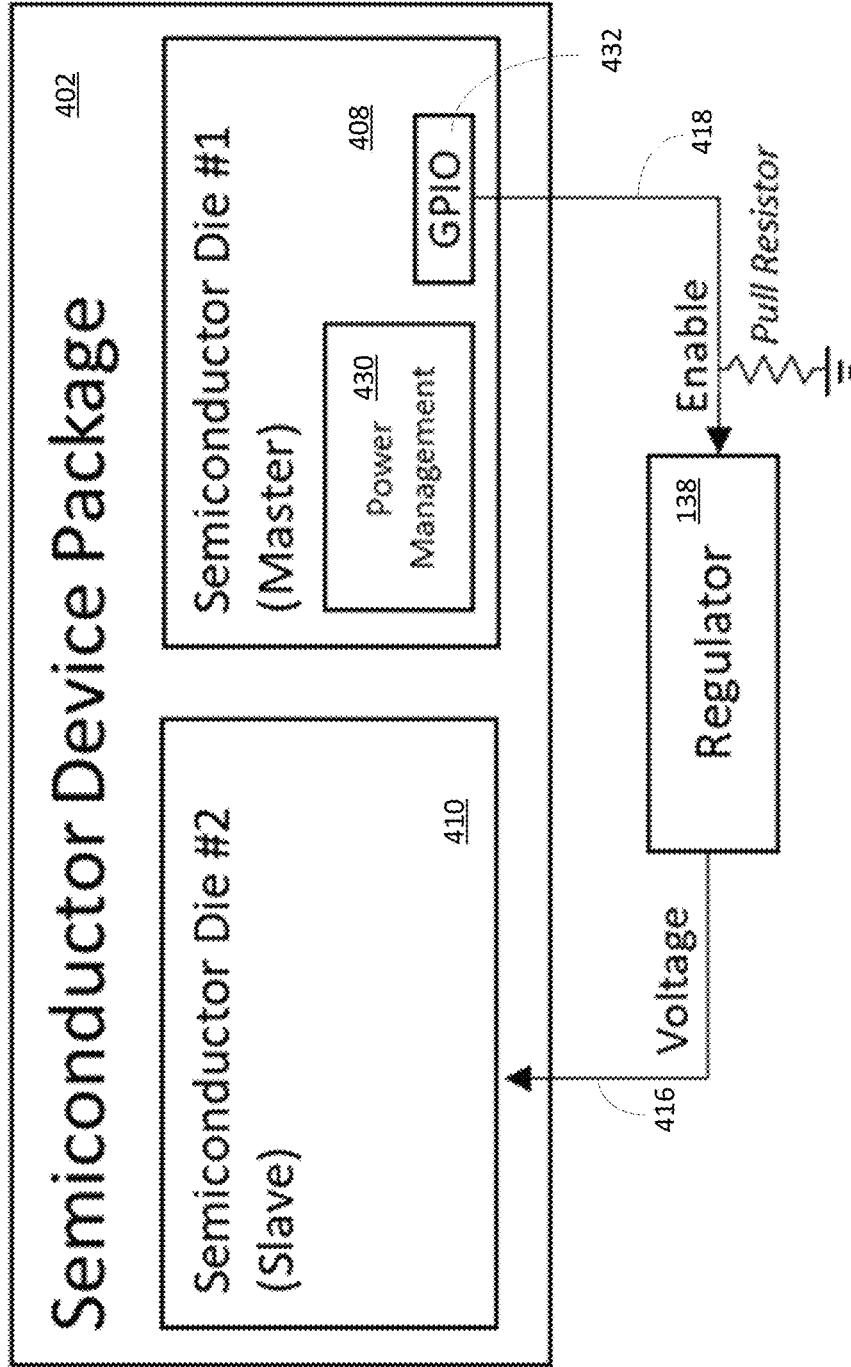 Semiconductor Device Package
402
Semiconductor Die #2
(Slave)
410
Semiconductor Die #1
(Master)
408
430
Power
Management
GPIO
432
416
Voltage
138
Regulator
Enable
418
Pull Resistor